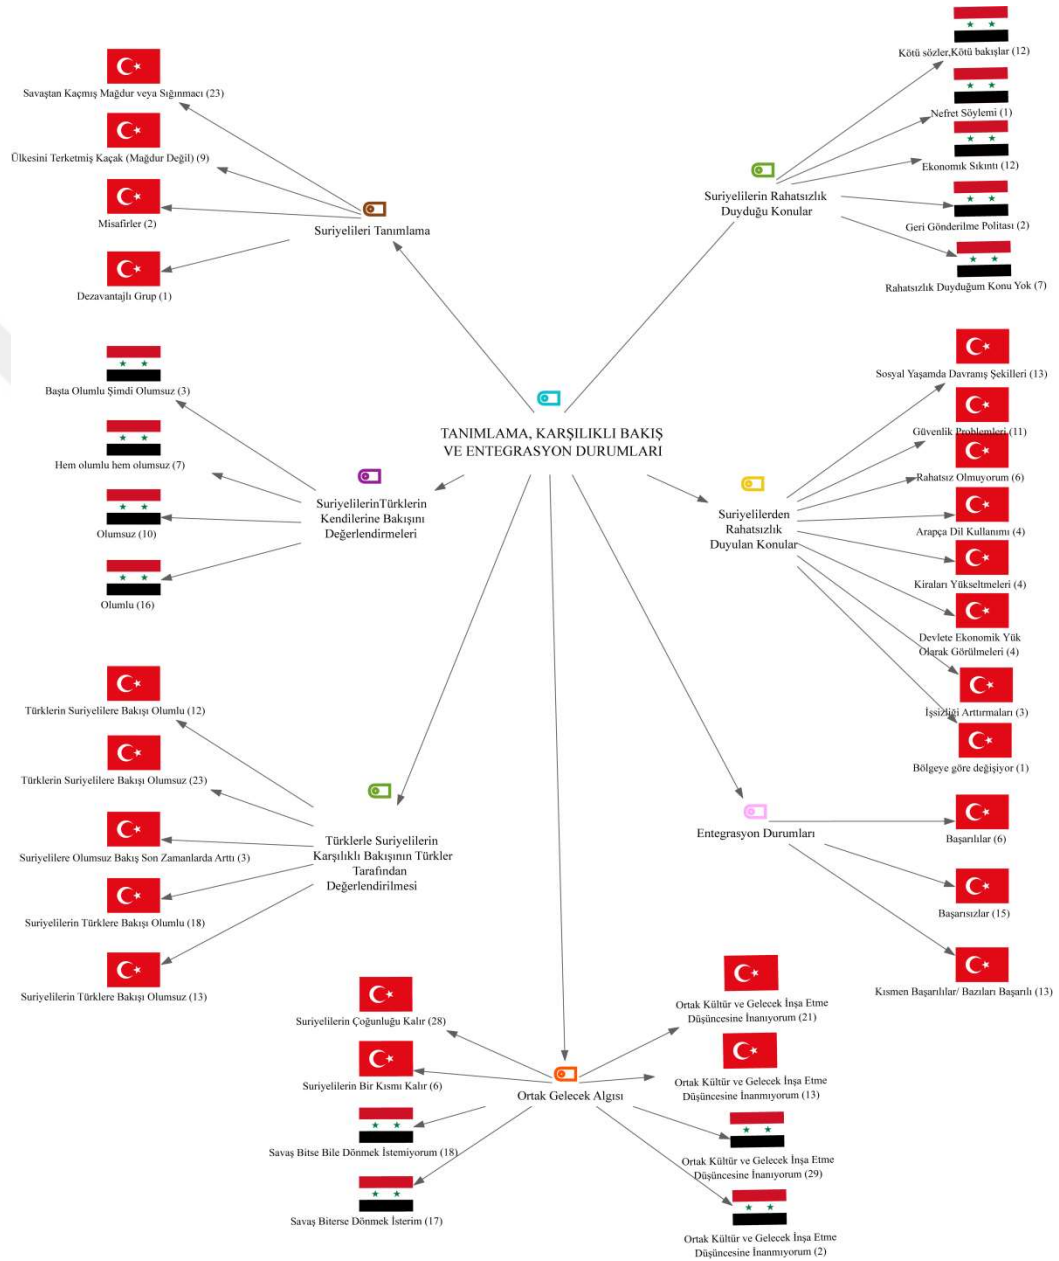 Kötü sözler,Kötü bakışlar (12)
Savaştan Kaçmış Mağdur veya Sığınmacı (23)
Nefret Söylemi (1)
Ülkesini Terketmiş Kaçak (Mağdur Değil) (9)
Ekonomık Sıkıntı (12)
Misafirler (2)
Suriyelileri Tanımlama
Suriyelilerin Rahatsızlık
Duyduğu Konular
Geri Gönderilme Politası (2)
Dezavantajlı Grup (1)
Rahatsızlık Duyduğum Konu Yok (7)
Başta Olumlu Şimdi Olumsuz (3)
Hem olumlu hem olumsuz (7)
Olumsuz (10)
Olumlu (16)
SuriyelilerinTürklerin
Kendilerine Bakışını
Değerlendirmeleri
TANIMLAMA, KARŞILIKLI BAKIŞ
VE ENTEGRASYON DURUMLARI
Suriyelilerden
Rahatsızlık
Duyulan Konular
Sosyal Yaşamda Davranış Şekilleri (13)
Güvenlik Problemleri (11)
Rahatsız Olmuyorum (6)
Arapça Dil Kullanımı (4)
Kiraları Yükseltmeleri (4)
Devlete Ekonomik Yük
Olarak Görülmeleri (4)
İşsizliği Arttırmaları (3)
Bölgeye göre değişiyor (1)
Türklerin Suriyelilere Bakışı Olumlu (12)
Türklerin Suriyelilere Bakışı Olumsuz (23)
Suriyelilere Olumsuz Bakış Son Zamanlarda Arttı (3)
Suriyelilerin Türklere Bakışı Olumlu (18)
Suriyelilerin Türklere Bakışı Olumsuz (13)
Türklerle Suriyelilerin
Karşılıklı Bakışının Türkler
Tarafından
Değerlendirilmesi
Entegrasyon Durumları
Başarılılar (6)
Başarısızlar (15)
Kısmen Başarılılar/ Bazıları Başarılı (13)
Suriyelilerin Çoğunluğu Kalır (28)
Suriyelilerin Bir Kısmı Kalır (6)
Savaş Bitse Bile Dönmek İstemiyorum (18)
Savaş Biterse Dönmek İsterim (17)
Ortak Gelecek Algısı
Ortak Kültür ve Gelecek İnşa Etme
Düşüncesine İnanıyorum (21)
Ortak Kültür ve Gelecek İnşa Etme
Düşüncesine İnanmıyorum (13)
Ortak Kültür ve Gelecek İnşa Etme
Düşüncesine İnanıyorum (29)
Ortak Kültür ve Gelecek İnşa Etme
Düşüncesine İnanmıyorum (2)